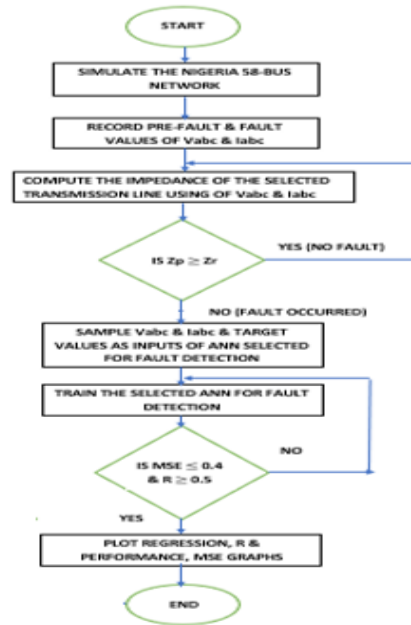 START
SIMULATE THE NIGERIA 58-BUS
NETWORK
RECORD PRE-FAULT & FAULT
VALUES OF Vabc & Iabc
COMPUTE THE IMPEDANCE OF THE SELECTED
TRANSMISSION LINE USING OF Vabc & Iabc
IS Zp ≥ Zr
YES (NO FAULT)
NO (FAULT OCCURRED)
SAMPLE Vabc & Iabc & TARGET
VALUES AS INPUTS OF ANN SELECTED
FOR FAULT DETECTION
TRAIN THE SELECTED ANN FOR FAULT
DETECTION
IS MSE ≤ 0.4
& R ≥ 0.5
NO
YES
PLOT REGRESSION, R &
PERFORMANCE, MSE GRAPHS
END